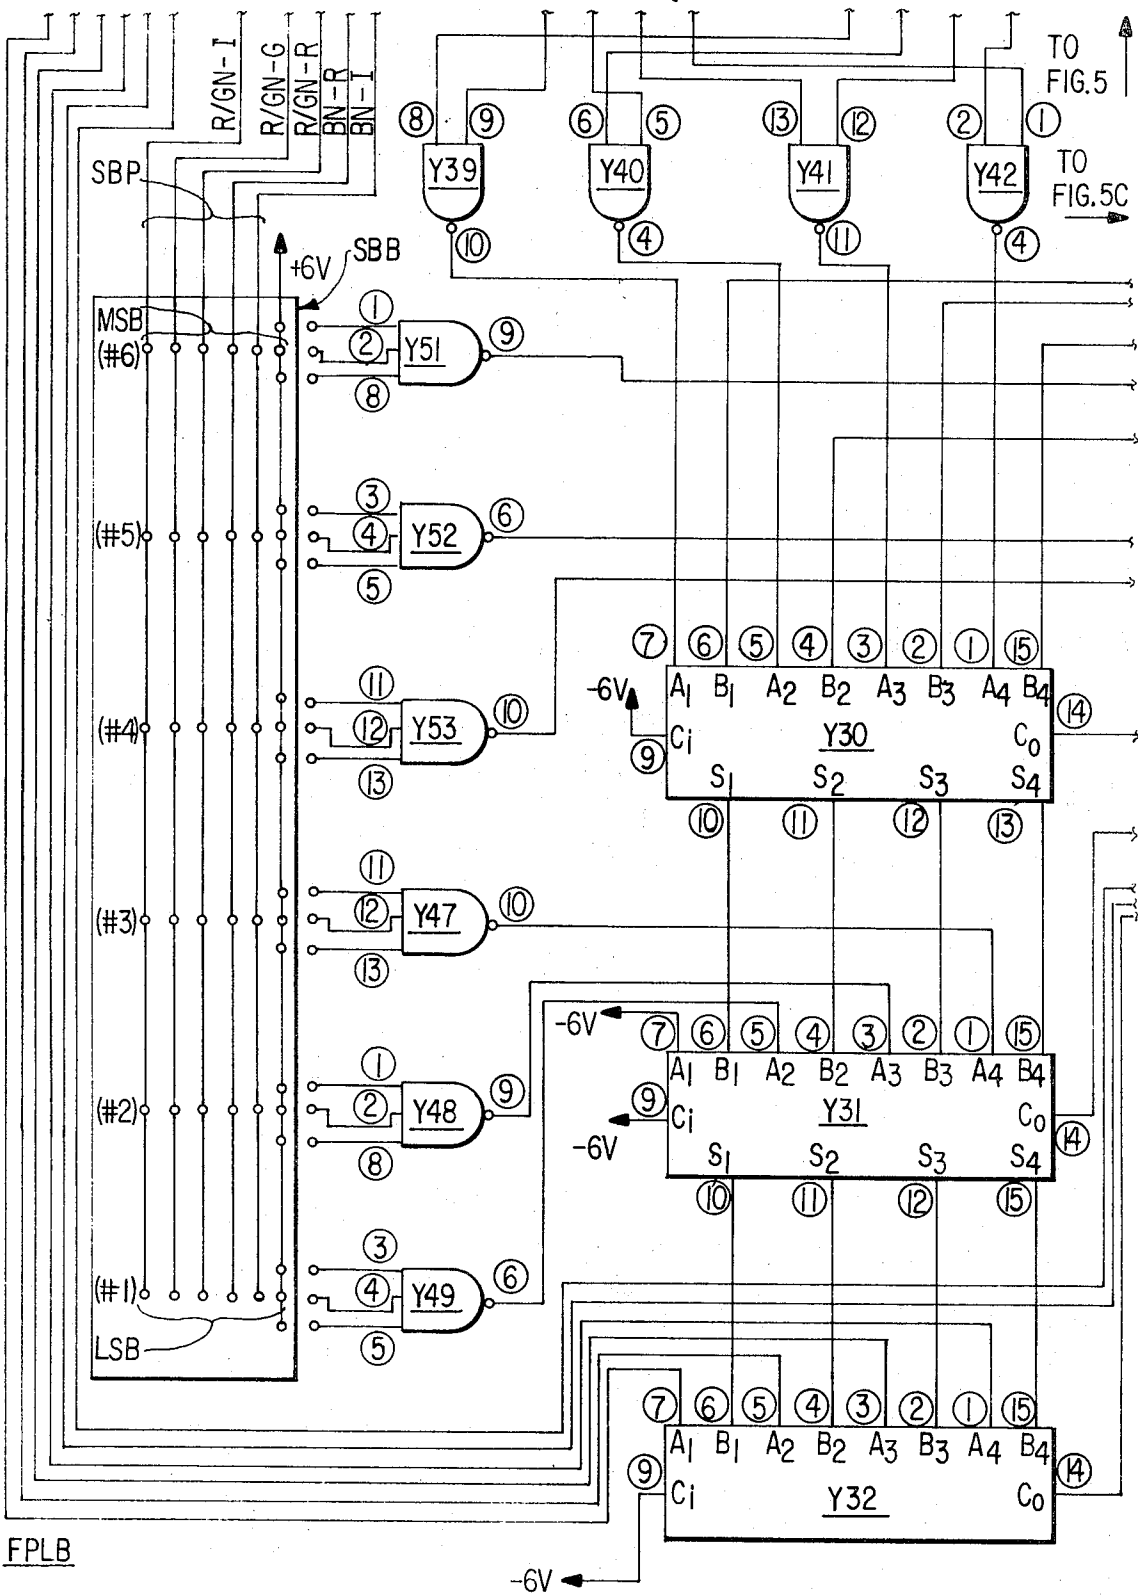 R/GN-I
R/GN-G
R/GN-R
BN-R
BN-I
TO
FIG.5
TO
FIG.5C
8 9 6 5 13 12 2 1
Y39 Y40 Y41 Y42
10 4 11 4
SBP
+6V
SBB
MSB
(#6)
1
2
8
Y51
9
(#5)
3
4
5
Y52
6
(#4)
11
12
13
Y53
10
7 6 5 4 3 2 1 15
A1 B1 A2 B2 A3 B3 A4 B4
-6V
9
Ci Y30 Co
14
S1 S2 S3 S4
10 11 12 13
(#3)
11
12
13
Y47
10
-6V
7 6 5 4 3 2 1 15
A1 B1 A2 B2 A3 B3 A4 B4
9
-6V
Ci Y31 Co
14
S1 S2 S3 S4
10 11 12 15
(#2)
1
2
8
Y48
9
(#1)
3
4
5
Y49
6
LSB
7 6 5 4 3 2 1 15
A1 B1 A2 B2 A3 B3 A4 B4
9
Ci Y32 Co
14
FPLB
-6V